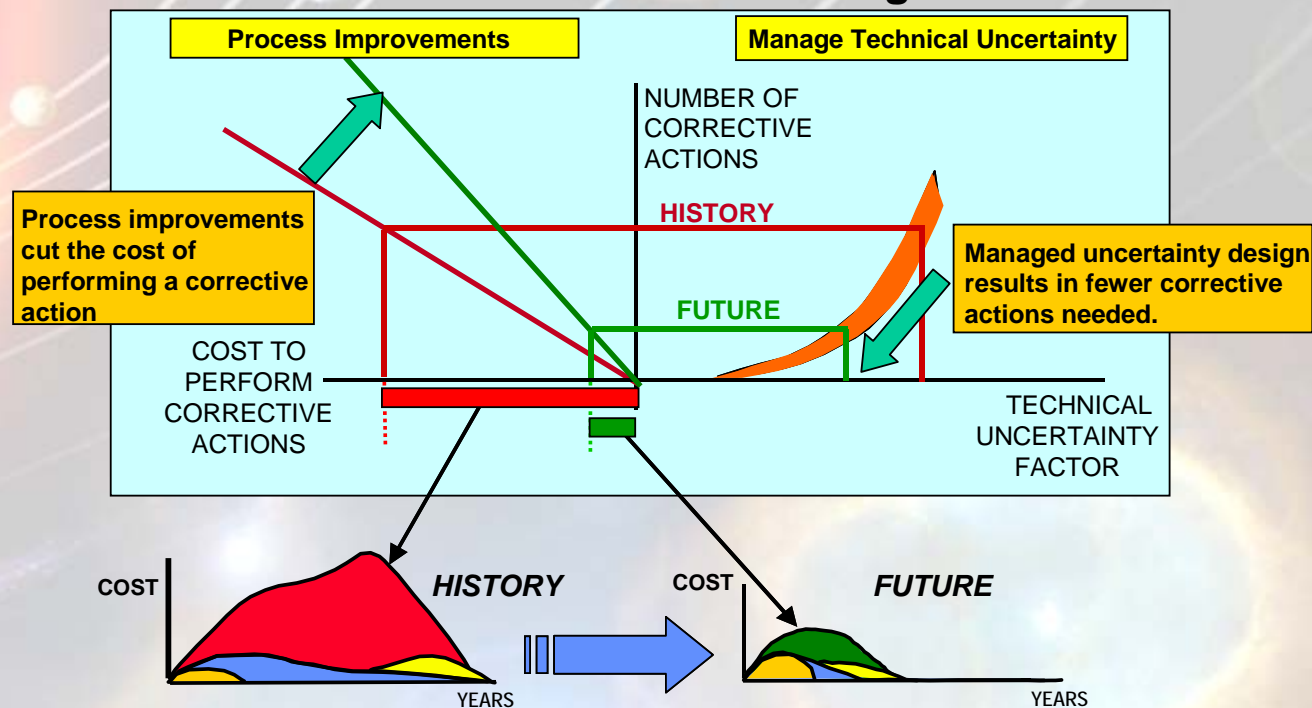 Process Improvements
Manage Technical Uncertainty
NUMBER OF
CORRECTIVE
ACTIONS
HISTORY
Process improvements
cut the cost of
performing a corrective
action
Managed uncertainty design
results in fewer corrective
actions needed.
FUTURE
COST TO
PERFORM
CORRECTIVE
ACTIONS
TECHNICAL
UNCERTAINTY
FACTOR
COST
HISTORY
YEARS
COST
FUTURE
YEARS